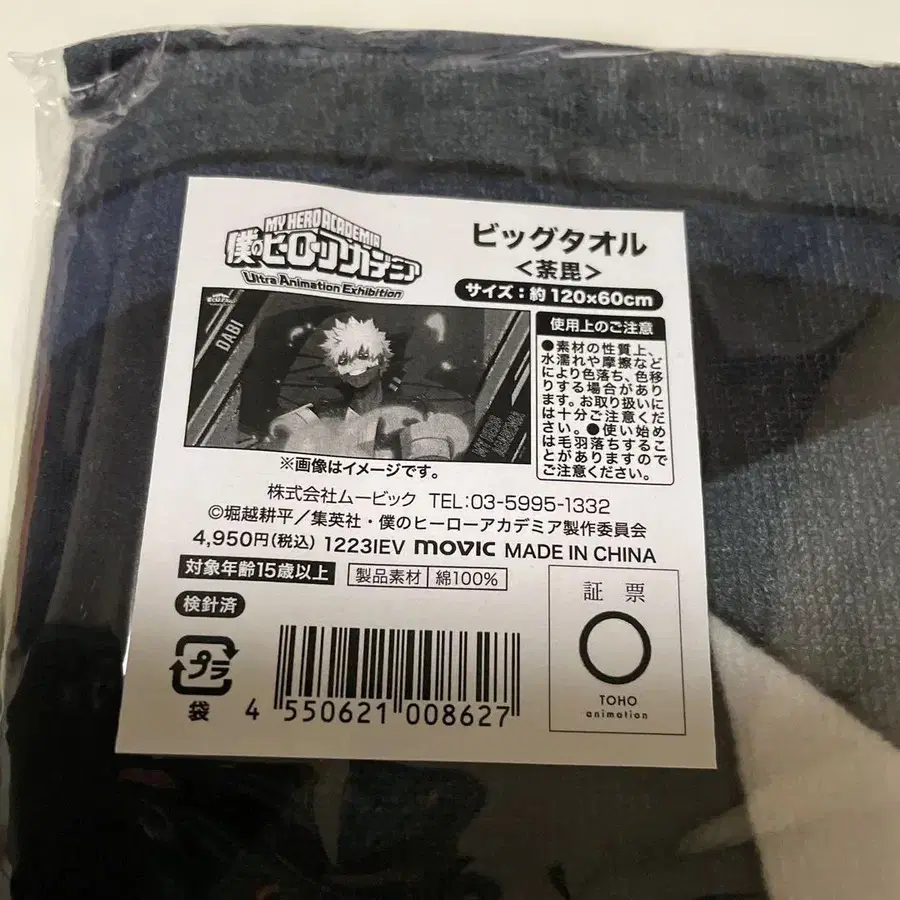 MY HERO ACADEMIA
僕のヒーローアカデミア
Ultra Animation Exhibition
ビッグタオル
<荼毘>
サイズ：約120×60cm
DABI
使用上のご注意
●素材の性質上、
水濡れや摩擦など
により色落ち、色移
りする場合があり
ます。お取り扱いに
は十分ご注意くださ
い。●使い始め
は毛羽落ちするこ
とがありますので
ご注意ください。
※画像はイメージです。
株式会社ムービック TEL:03-5995-1332
©堀越耕平／集英社・僕のヒーローアカデミア製作委員会
4,950円(税込) 1223IEV movic MADE IN CHINA
対象年齢15歳以上
製品素材 綿100%
検針済
プラ
袋
4 550621 008627
証票
TOHO
animation